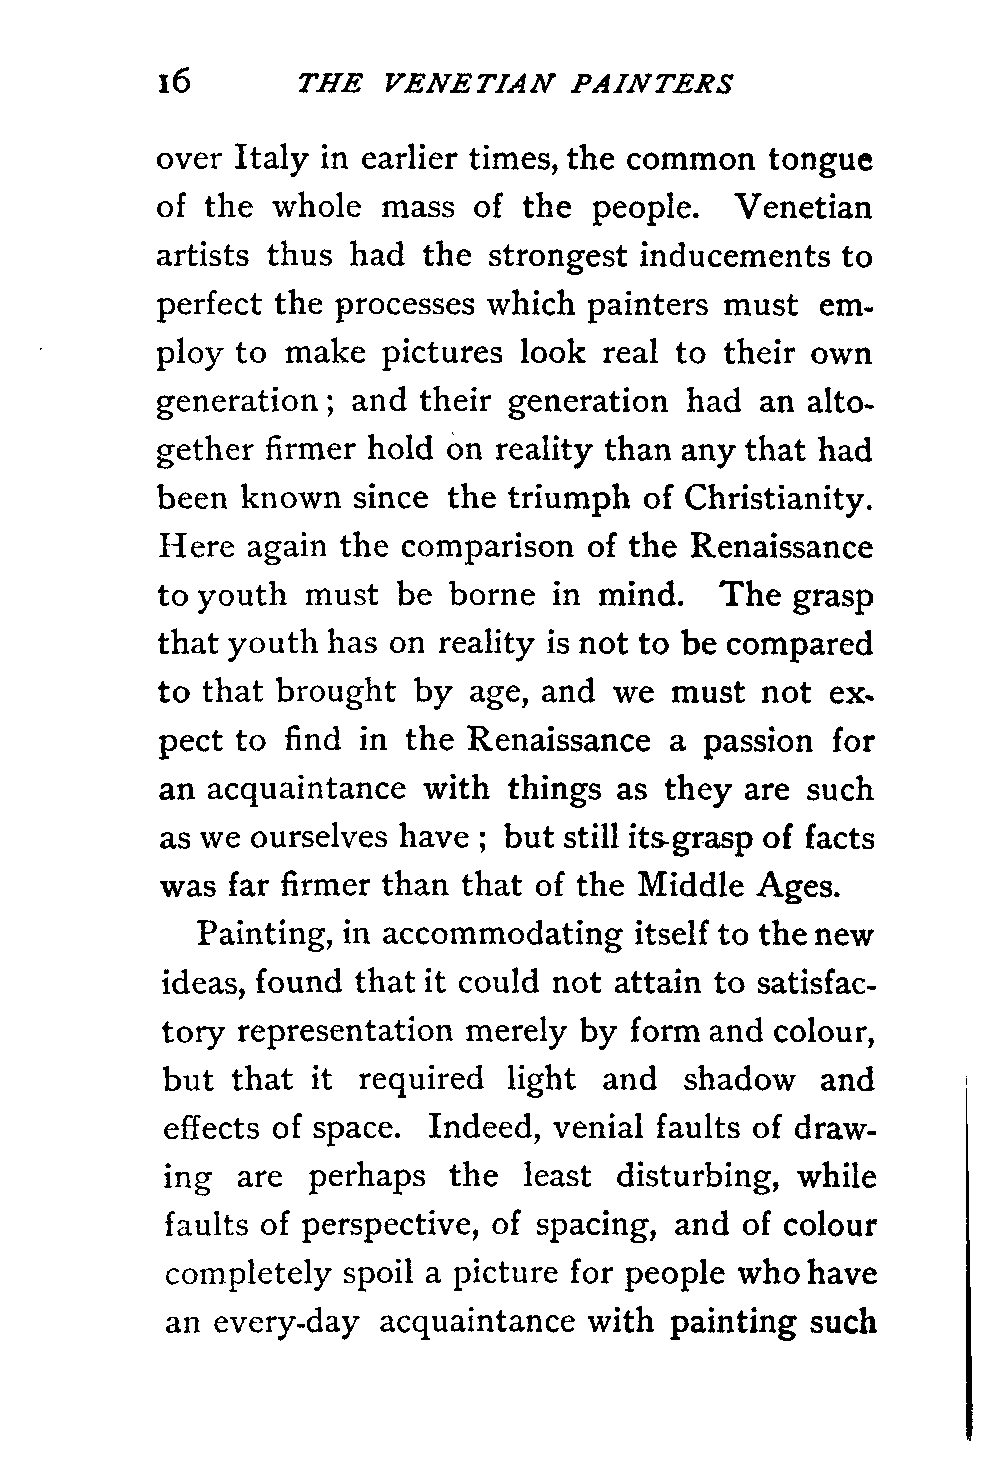 16 THE VENETIAN PAINTERS
over Italy in earlier times, the common tongue
of the whole mass of the people. Venetian
artists thus had the strongest inducements to
perfect the processes which painters must em-
ploy to make pictures look real to their own
generation ; and their generation had an alto-
gether firmer hold on reality than any that had
been known since the triumph of Christianity.
Here again the comparison of the Renaissance
to youth must be borne in mind. The grasp
that youth has on reality is not to be compared
to that brought by age, and we must not ex-
pect to find in the Renaissance a passion for
an acquaintance with things as they are such
as we ourselves have ; but still its grasp of facts
was far firmer than that of the Middle Ages.
Painting, in accommodating itself to the new
ideas, found that it could not attain to satisfac-
tory representation merely by form and colour,
but that it required light and shadow and
effects of space. Indeed, venial faults of draw-
ing are perhaps the least disturbing, while
faults of perspective, of spacing, and of colour
completely spoil a picture for people who have
an every-day acquaintance with painting such